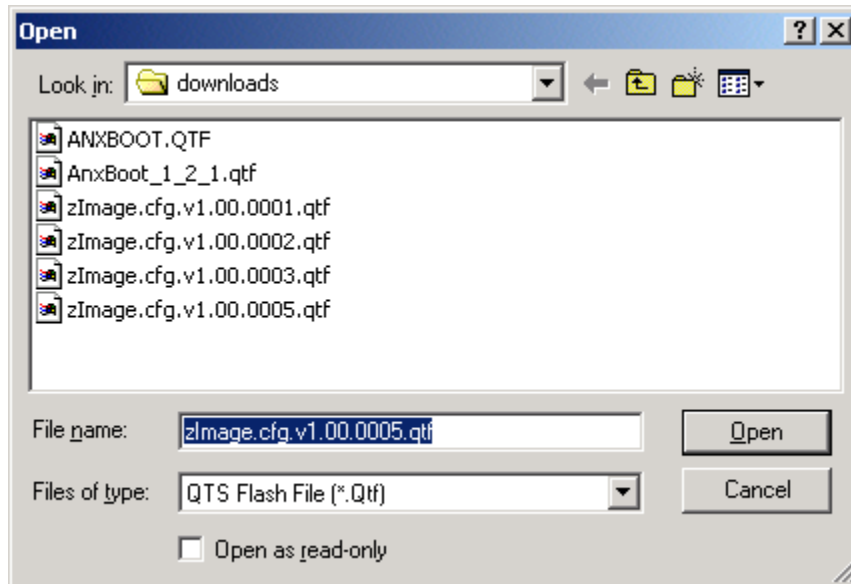 Open
Look in: downloads
ANXBOOT.QTF
AnxBoot_1_2_1.qtf
zImage.cfg.v1.00.0001.qtf
zImage.cfg.v1.00.0002.qtf
zImage.cfg.v1.00.0003.qtf
zImage.cfg.v1.00.0005.qtf
File name: zImage.cfg.v1.00.0005.qtf Open
Files of type: QTS Flash File (*.Qtf) Cancel
Open as read-only